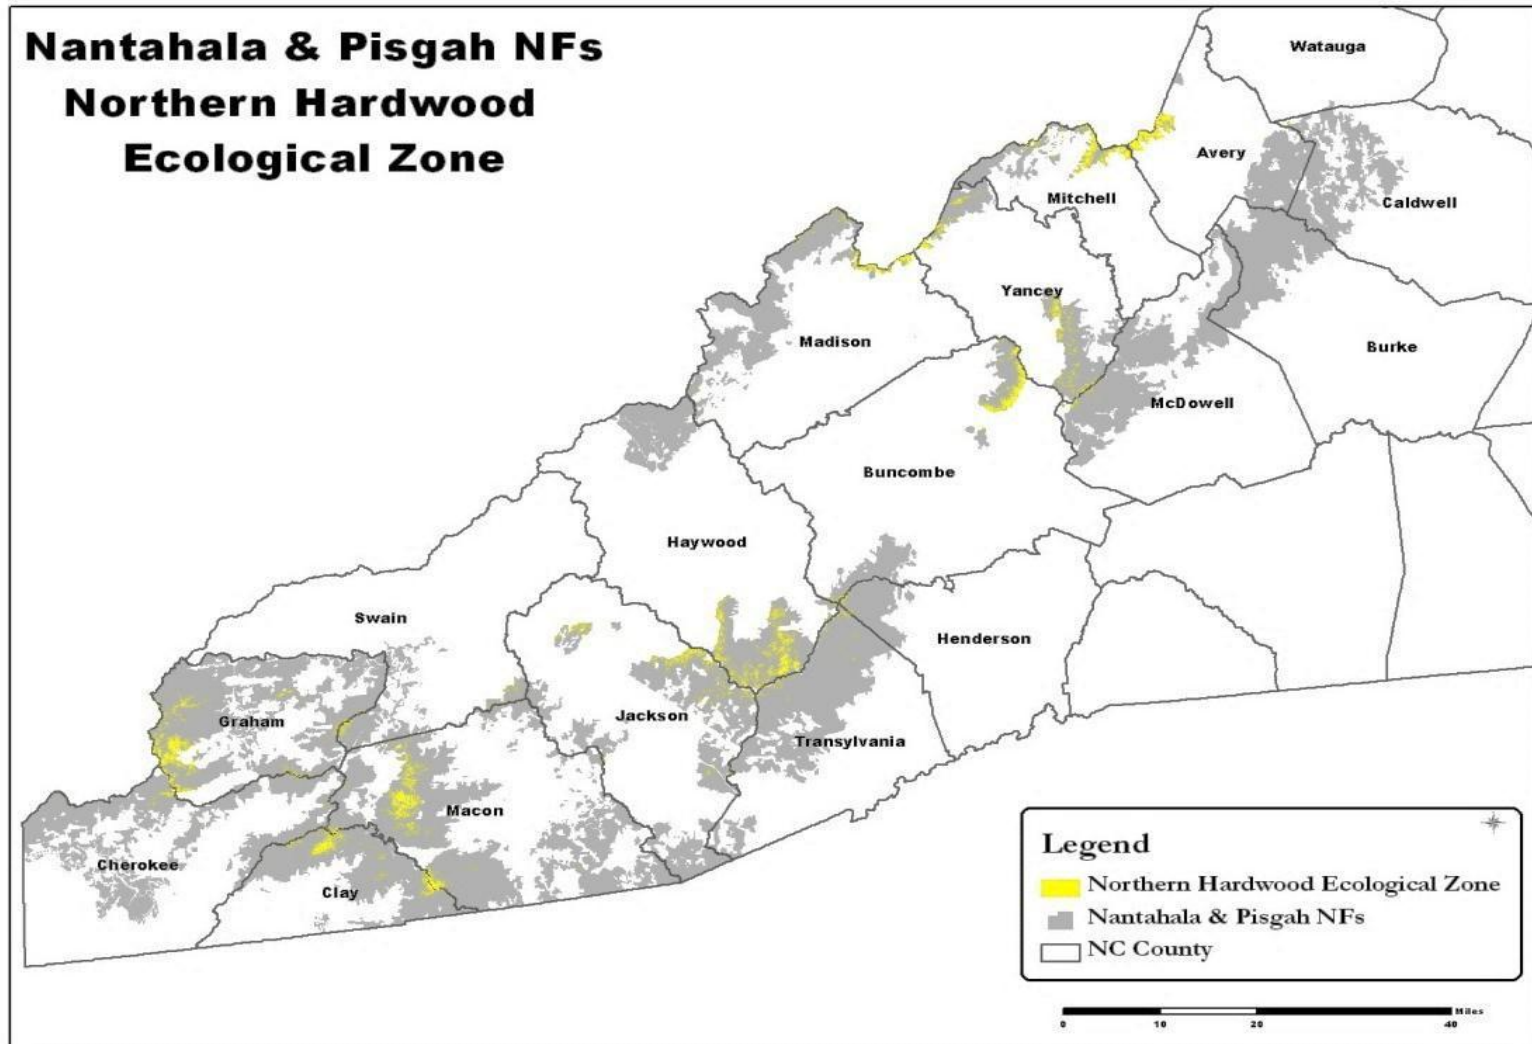 Nantahala & Pisgah NFs
Northern Hardwood
Ecological Zone
Watauga
Avery
Mitchell
Caldwell
Yancey
Madison
Burke
McDowell
Buncombe
Haywood
Swain
Henderson
Graham
Jackson
Transylvania
Macon
Cherokee
Clay
Legend
Northern Hardwood Ecological Zone
Nantahala & Pisgah NFs
NC County
Miles
0 10 20 40